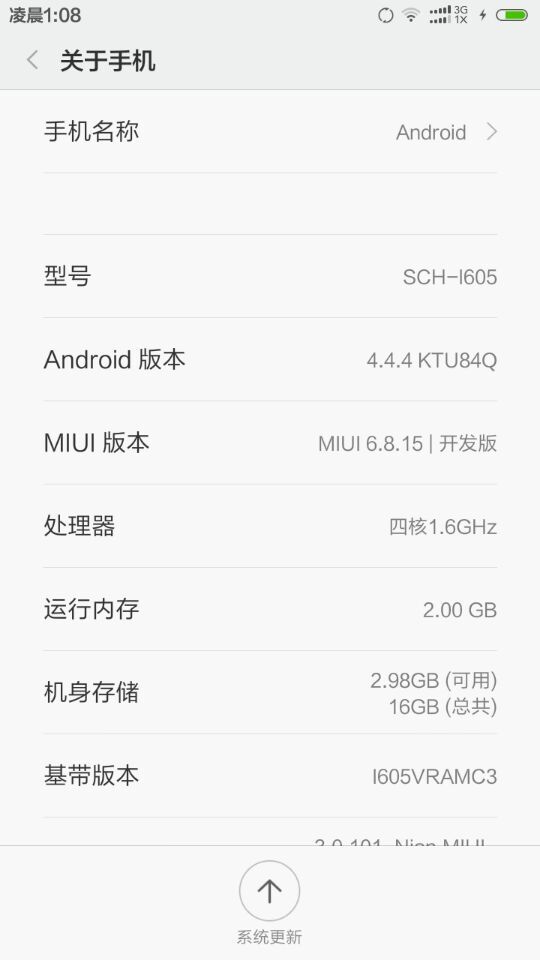 凌晨1:08
3G
1X
关于手机
手机名称 Android
型号 SCH-I605
Android 版本 4.4.4 KTU84Q
MIUI 版本 MIUI 6.8.15 | 开发版
处理器 四核1.6GHz
运行内存 2.00 GB
机身存储 2.98GB (可用)
16GB (总共)
基带版本 I605VRAMC3
系统更新